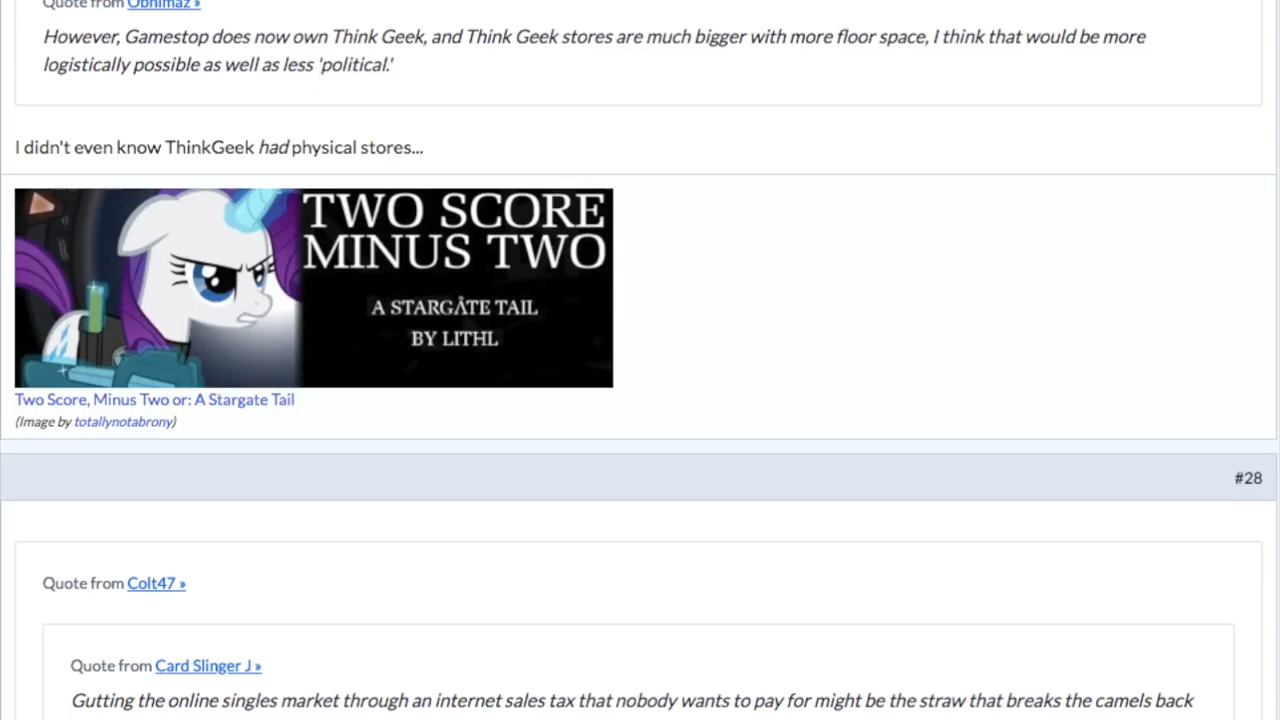 Quote from Obnimaz »
However, Gamestop does now own Think Geek, and Think Geek stores are much bigger with more floor space, I think that would be more
logistically possible as well as less 'political.'
I didn't even know ThinkGeek had physical stores...
TWO SCORE
MINUS TWO
A STARGÅTE TAIL
BY LITHL
Two Score, Minus Two or: A Stargate Tail
(Image by totallynotabrony)
#28
Quote from Colt47 »
Quote from Card Slinger J »
Gutting the online singles market through an internet sales tax that nobody wants to pay for might be the straw that breaks the camels back